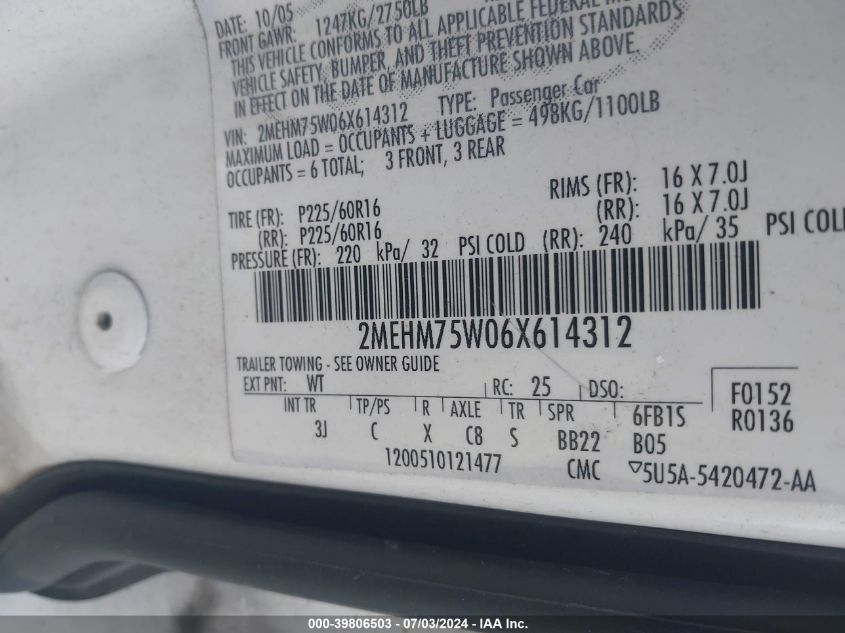 DATE: 10/05
FRONT GAWR: 1247KG/2750LB
THIS VEHICLE CONFORMS TO ALL APPLICABLE FEDERAL
VEHICLE SAFETY, BUMPER, AND THEFT PREVENTION STANDARDS
IN EFFECT ON THE DATE OF MANUFACTURE SHOWN ABOVE.
VIN: 2MEHM75W06X614312 TYPE: Passenger Car
MAXIMUM LOAD = OCCUPANTS + LUGGAGE = 498KG/1100LB
OCCUPANTS = 6 TOTAL; 3 FRONT, 3 REAR
RIMS (FR): 16 X 7.0J
TIRE (FR): P225/60R16 (RR): 16 X 7.0J
(RR): P225/60R16
PRESSURE (FR): 220 kPa/ 32 PSI COLD (RR): 240 kPa/ 35 PSI COLD
2MEHM75W06X614312
TRAILER TOWING - SEE OWNER GUIDE
EXT PNT: WT RC: 25 DSO: F0152
INT TR TP/PS R AXLE TR SPR 6FB1S R0136
3J C X C8 S BB22 B05
1200510121477 CMC ▽5U5A-5420472-AA
000-39806503 - 07/03/2024 - IAA Inc.